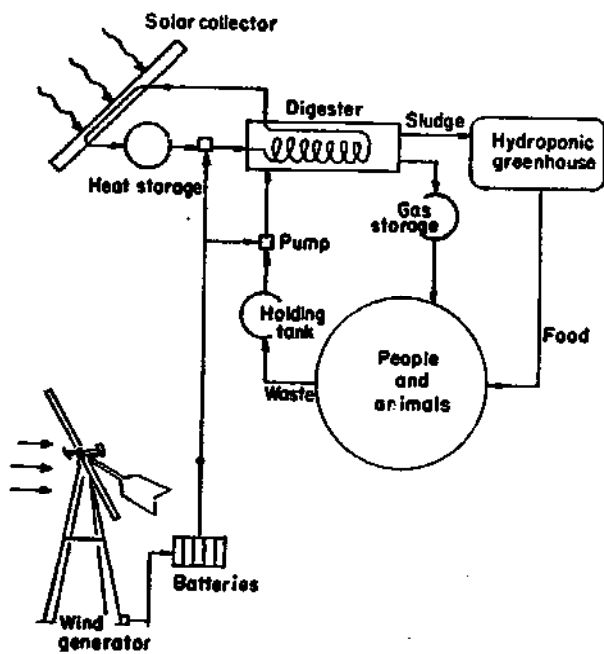 Solar collector
Digester
Sludge
Hydroponic
greenhouse
Heat storage
Gas
storage
Pump
Holding
tank
Food
People
and
animals
Waste
Batteries
Wind
generator